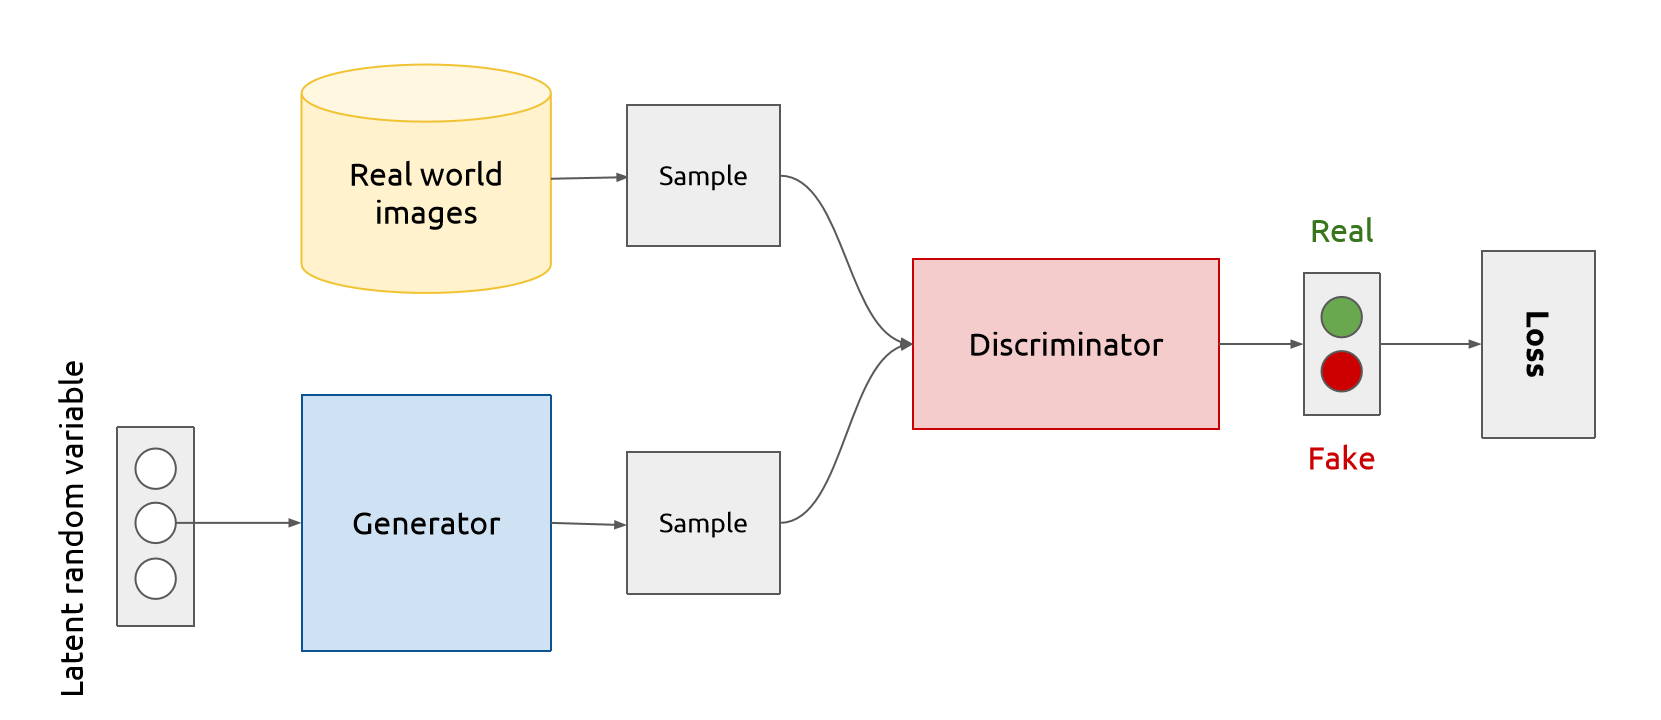 Real world
images
Sample
Latent random variable
Generator
Sample
Discriminator
Real
Fake
Loss